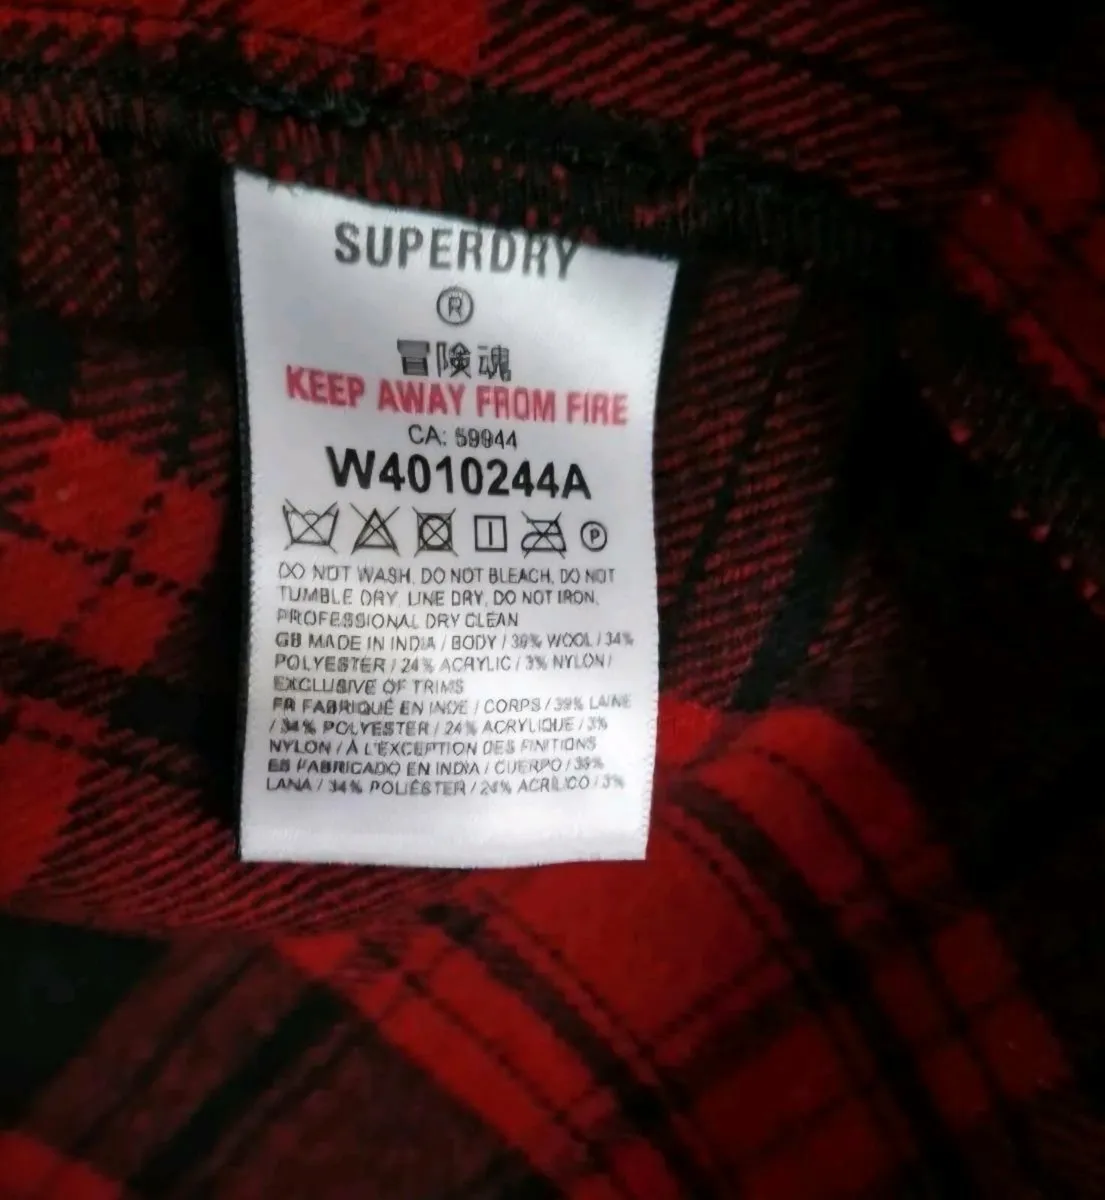 SUPERDRY
®
冒険魂
KEEP AWAY FROM FIRE
CA: 59944
W4010244A
P
DO NOT WASH, DO NOT BLEACH, DO NOT
TUMBLE DRY, LINE DRY, DO NOT IRON,
PROFESSIONAL DRY CLEAN
GB MADE IN INDIA / BODY / 39% WOOL / 34%
POLYESTER / 24% ACRYLIC / 3% NYLON /
EXCLUSIVE OF TRIMS
FR FABRIQUÉ EN INDE / CORPS / 39% LAINE
/ 34% POLYESTER / 24% ACRYLIQUE / 3%
NYLON / À L'EXCEPTION DES FINITIONS
ES FABRICADO EN INDIA / CUERPO / 39%
LANA / 34% POLIÉSTER / 24% ACRÍLICO / 3%